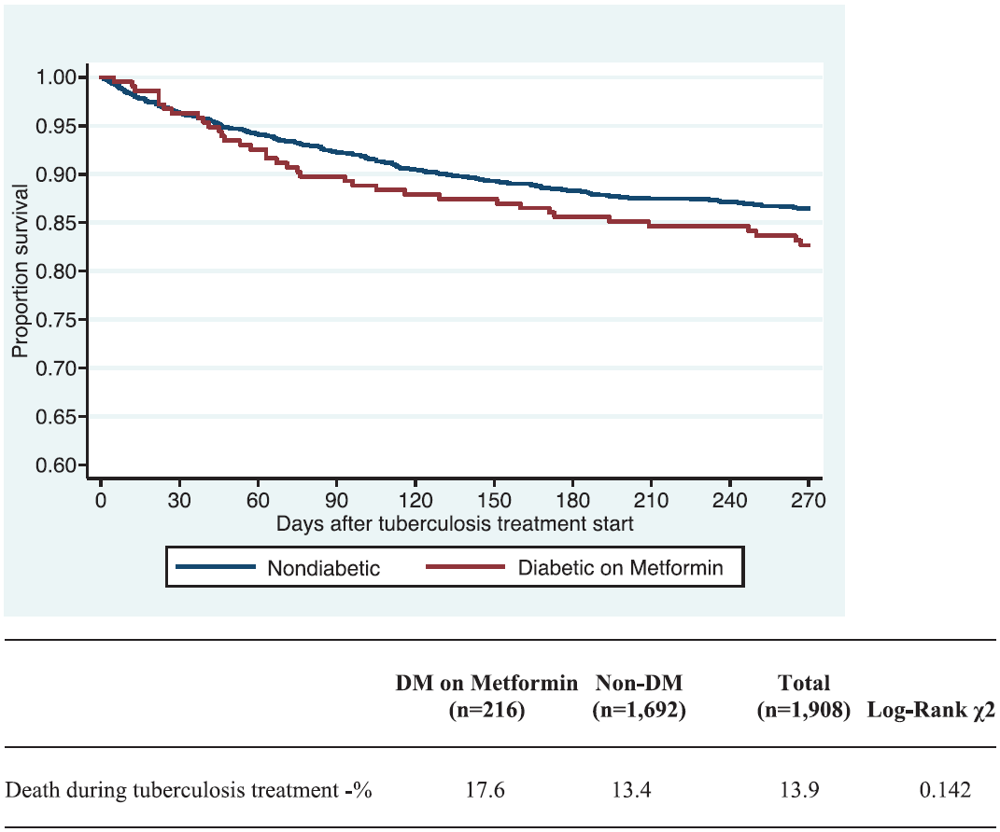 Proportion survival
1.00
0.95
0.90
0.85
0.80
0.75
0.70
0.65
0.60
0 30 60 90 120 150 180 210 240 270
Days after tuberculosis treatment start
Nondiabetic Diabetic on Metformin
DM on Metformin Non-DM Total
(n=216) (n=1,692) (n=1,908) Log-Rank χ2
Death during tuberculosis treatment -% 17.6 13.4 13.9 0.142